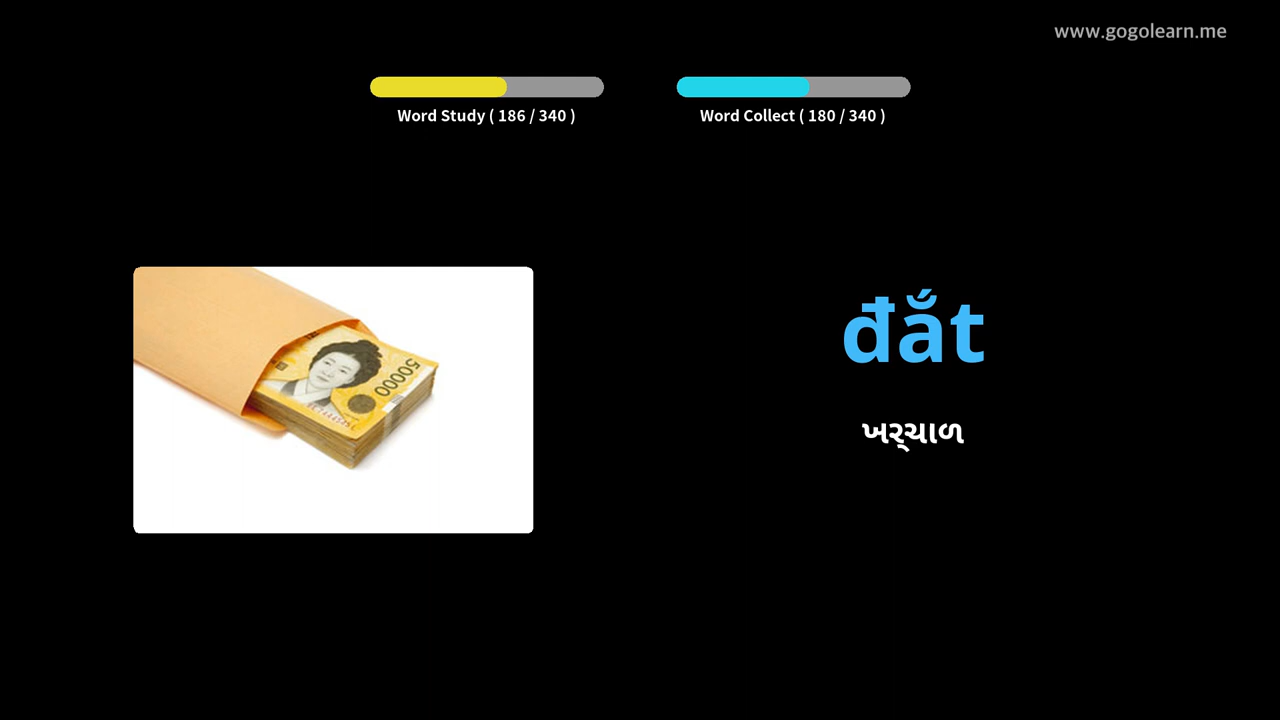 www.gogolearn.me
Word Study ( 186 / 340 )
Word Collect ( 180 / 340 )
50000
đắt
ખર્ચાળ